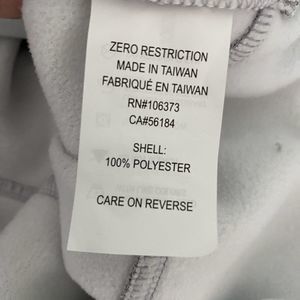 ZERO RESTRICTION
MADE IN TAIWAN
FABRIQUÉ EN TAIWAN
RN#106373
CA#56184
SHELL:
100% POLYESTER
CARE ON REVERSE